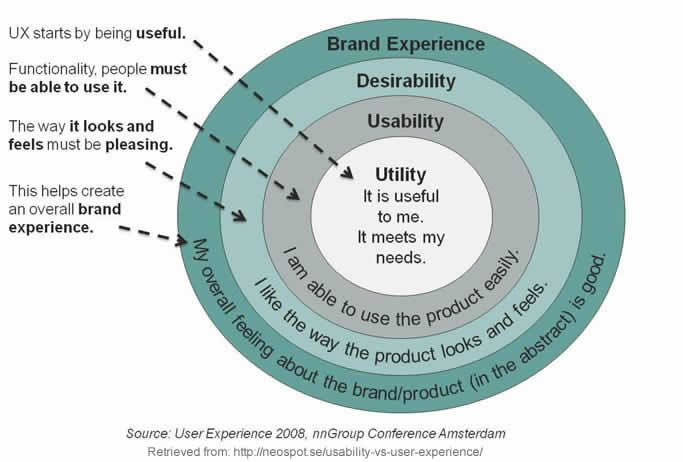 UX starts by being useful.
Functionality, people must
be able to use it.
The way it looks and
feels must be pleasing.
This helps create
an overall brand
experience.
Brand Experience
Desirability
Usability
Utility
It is useful
to me.
It meets my
needs.
I am able to use the product easily.
I like the way the product looks and feels.
My overall feeling about the brand/product (in the abstract) is good.
Source: User Experience 2008, nnGroup Conference Amsterdam
Retrieved from: http://neospot.se/usability-vs-user-experience/